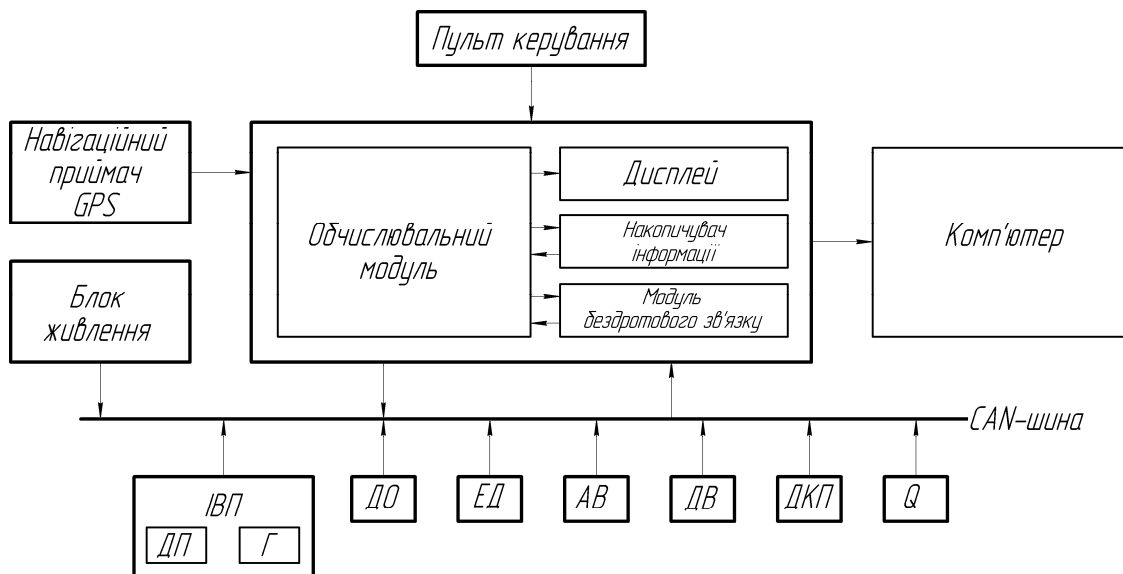 Пульт керування
Навігаційний
приймач
GPS
Обчислювальний
модуль
Дисплей
Накопичувач
інформації
Модуль
бездротового зв'язку
Комп'ютер
Блок
живлення
CAN-шина
ІВП
ДП
Г
ДО
ЕД
АВ
ДВ
ДКП
Q